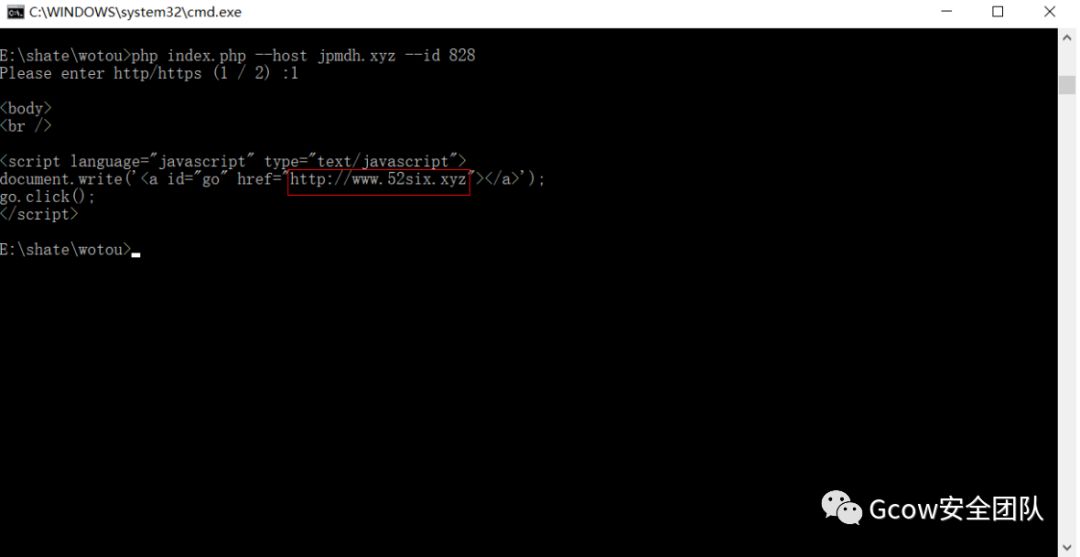 C:\WINDOWS\system32\cmd.exe
E:\shate\wotou>php index.php --host jpmdh.xyz --id 828
Please enter http/https (1 / 2) :1
<body>
<br />
<script language="javascript" type="text/javascript">
document.write('<a id="go" href="http://www.52six.xyz"></a>');
go.click();
</script>
E:\shate\wotou>
Gcow安全团队